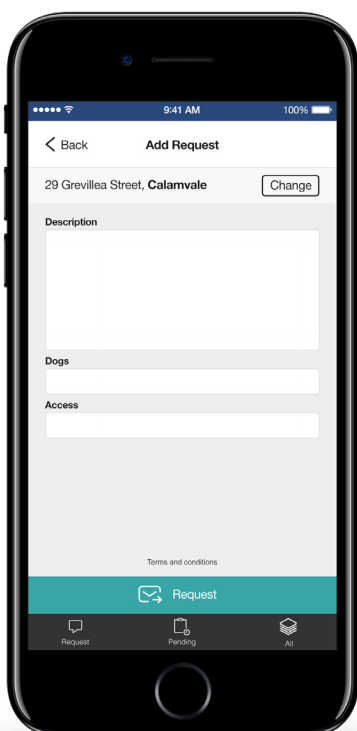 9:41 AM
100%
Back
Add Request
29 Grevillea Street, Calamvale
Change
Description
Dogs
Access
Terms and conditions
Request
Request
Pending
All